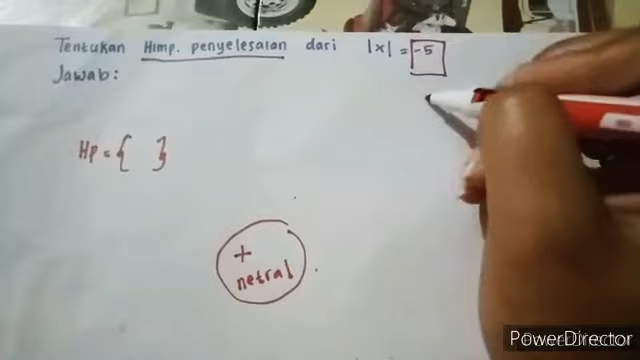 Tentukan Himp. penyelesaian dari |x| = -5
Jawab:
Hp = { }
+
netral
PowerDirector